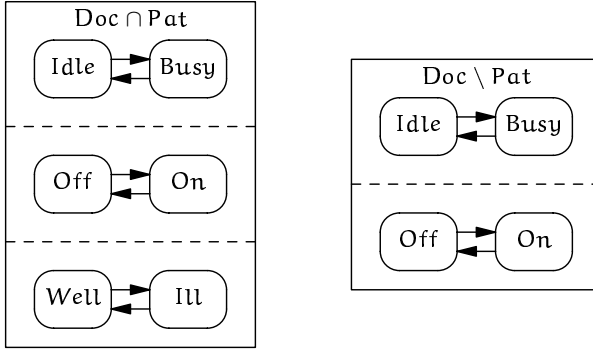 Doc ∩ Pat
Idle Busy
Off On
Well Ill
Doc \ Pat
Idle Busy
Off On